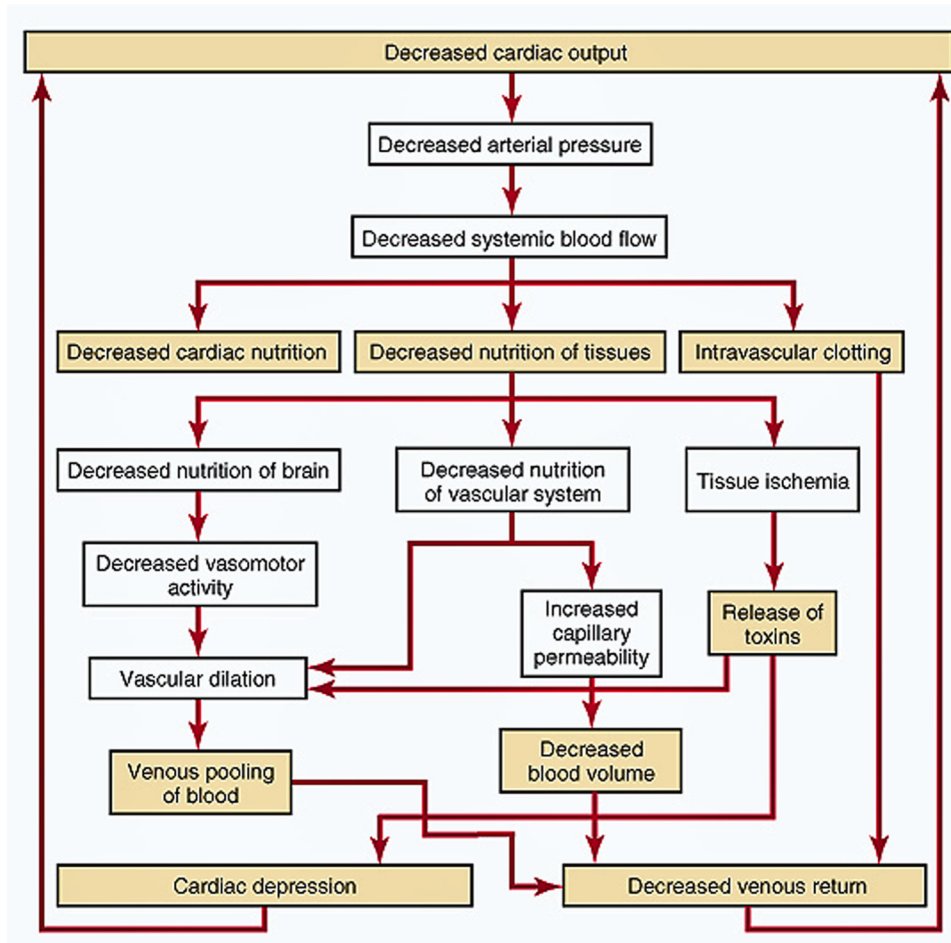 Decreased cardiac output
Decreased arterial pressure
Decreased systemic blood flow
Decreased cardiac nutrition
Decreased nutrition of tissues
Intravascular clotting
Decreased nutrition of brain
Decreased nutrition
of vascular system
Tissue ischemia
Decreased vasomotor
activity
Increased
capillary
permeability
Release of
toxins
Vascular dilation
Venous pooling
of blood
Decreased
blood volume
Cardiac depression
Decreased venous return